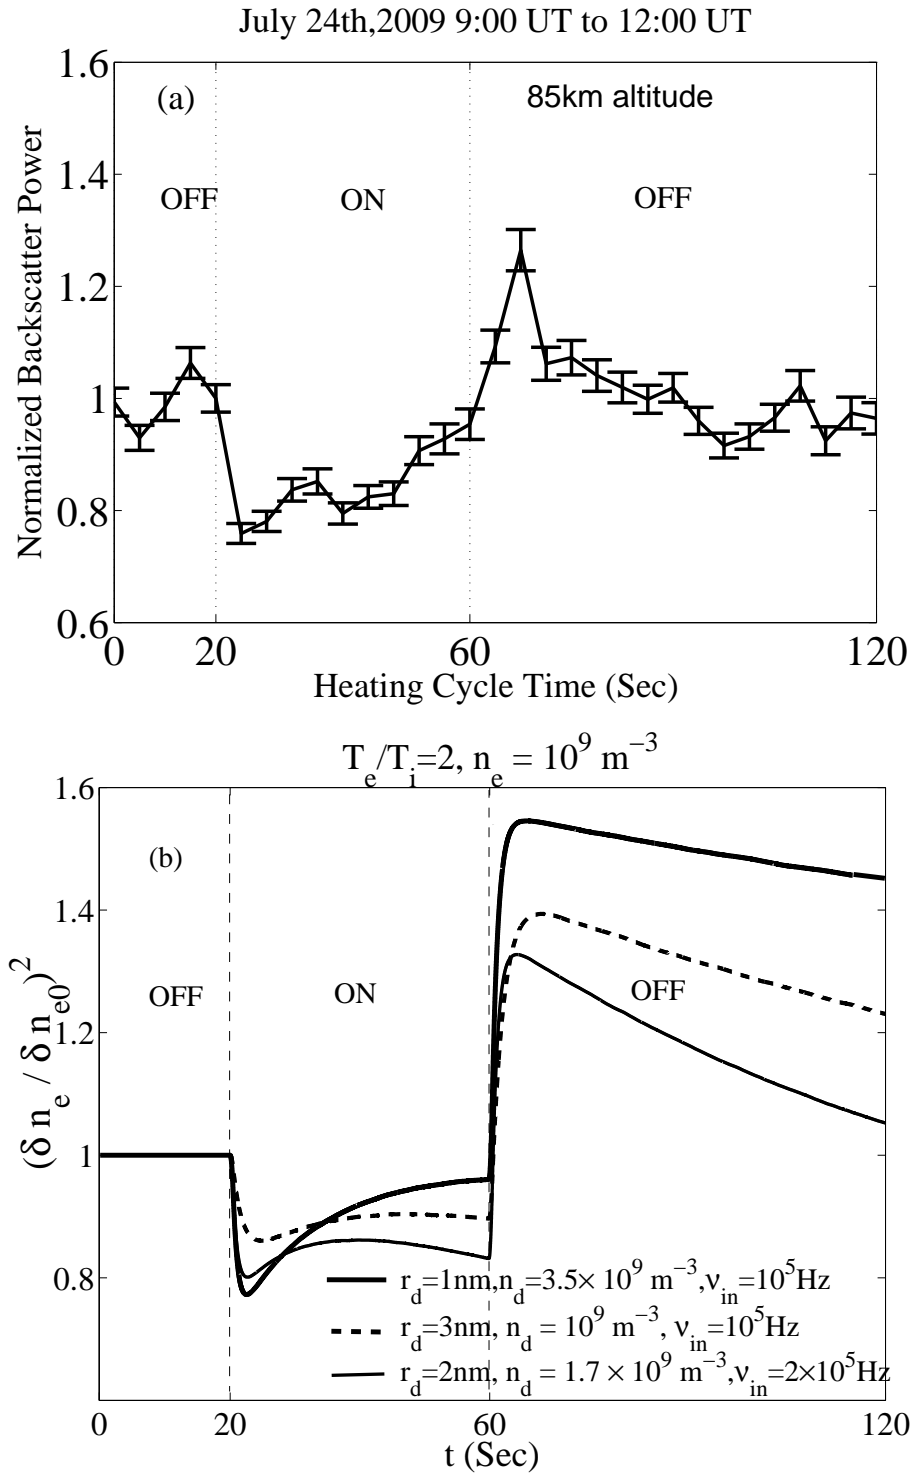 July 24th,2009 9:00 UT to 12:00 UT
1.6
(a)
85km altitude
1.4
OFF
ON
OFF
1.2
1
0.8
0.6
Normalized Backscatter Power
0
20
60
120
Heating Cycle Time (Sec)
T_e/T_i=2, n_e = 10^9 m^−3
1.6
(b)
1.4
OFF
ON
OFF
1.2
1
0.8
(δ n_e / δ n_e0)^2
r_d=1nm,n_d=3.5× 10^9 m^−3,ν_in=10^5Hz
r_d=3nm, n_d = 10^9 m^−3, ν_in=10^5Hz
r_d=2nm, n_d = 1.7 × 10^9 m^−3,ν_in=2×10^5Hz
0
20
60
120
t (Sec)